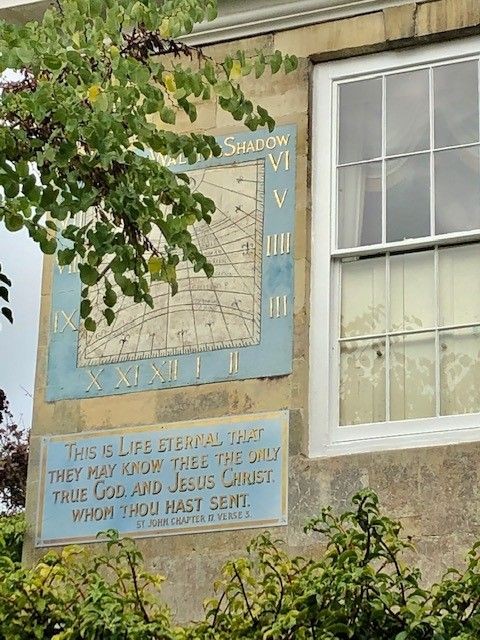 SHADOW
VI
V
IIII
III
IX
X XI XII I II
THIS IS LIFE ETERNAL THAT
THEY MAY KNOW THEE THE ONLY
TRUE GOD, AND JESUS CHRIST,
WHOM THOU HAST SENT.
ST JOHN CHAPTER 17 VERSE 3.